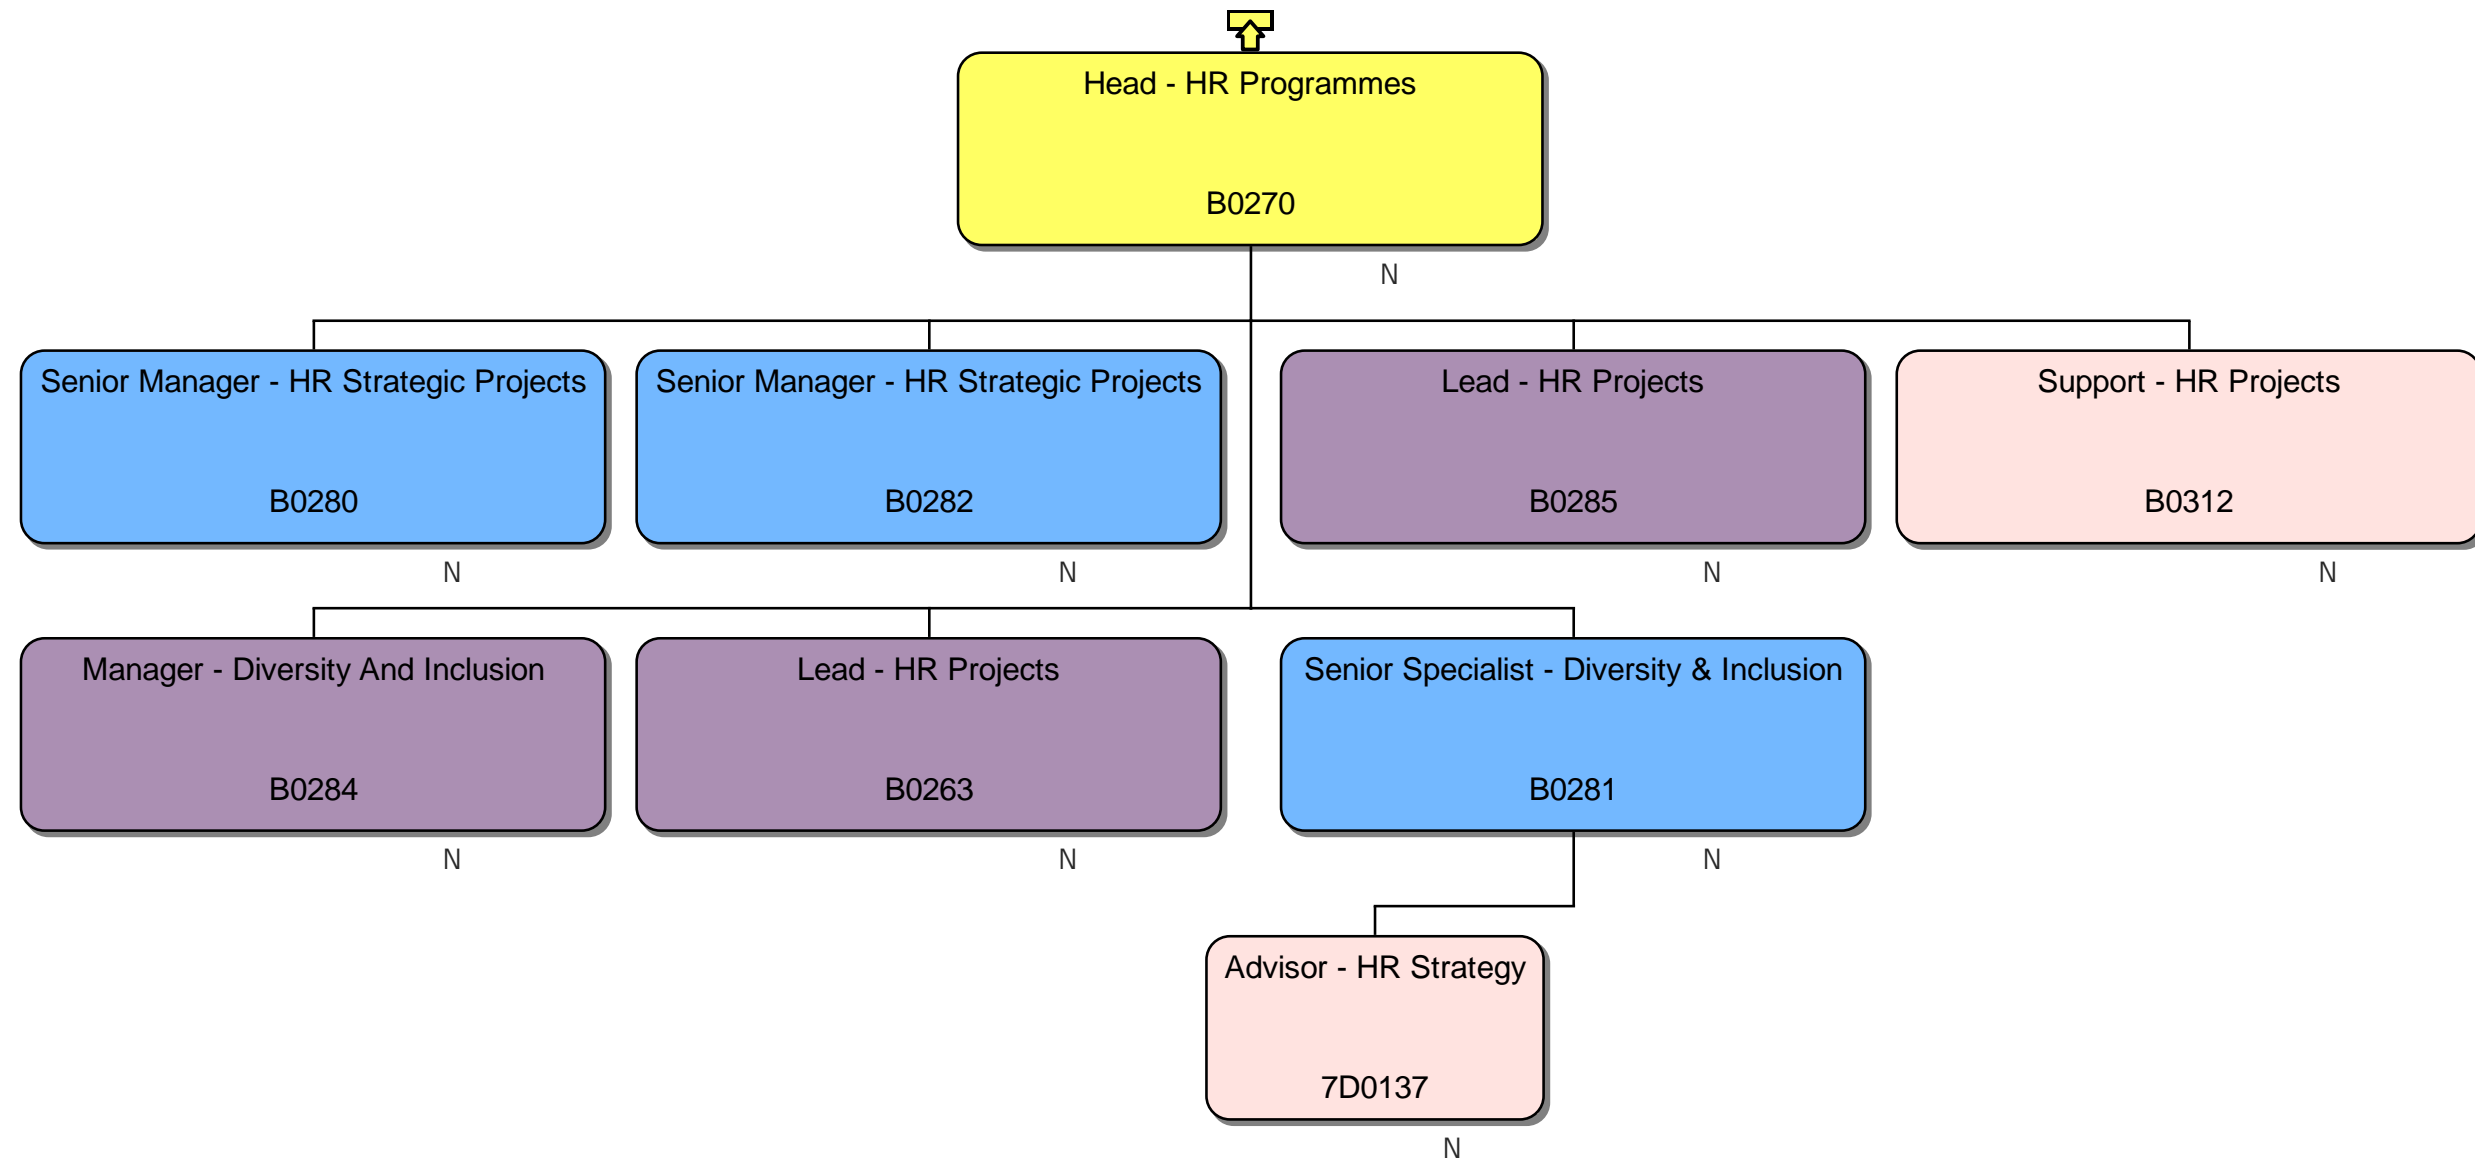 Head - HR Programmes
B0270
N
Senior Manager - HR Strategic Projects
B0280
N
Senior Manager - HR Strategic Projects
B0282
N
Lead - HR Projects
B0285
N
Support - HR Projects
B0312
N
Manager - Diversity And Inclusion
B0284
N
Lead - HR Projects
B0263
N
Senior Specialist - Diversity & Inclusion
B0281
N
Advisor - HR Strategy
7D0137
N